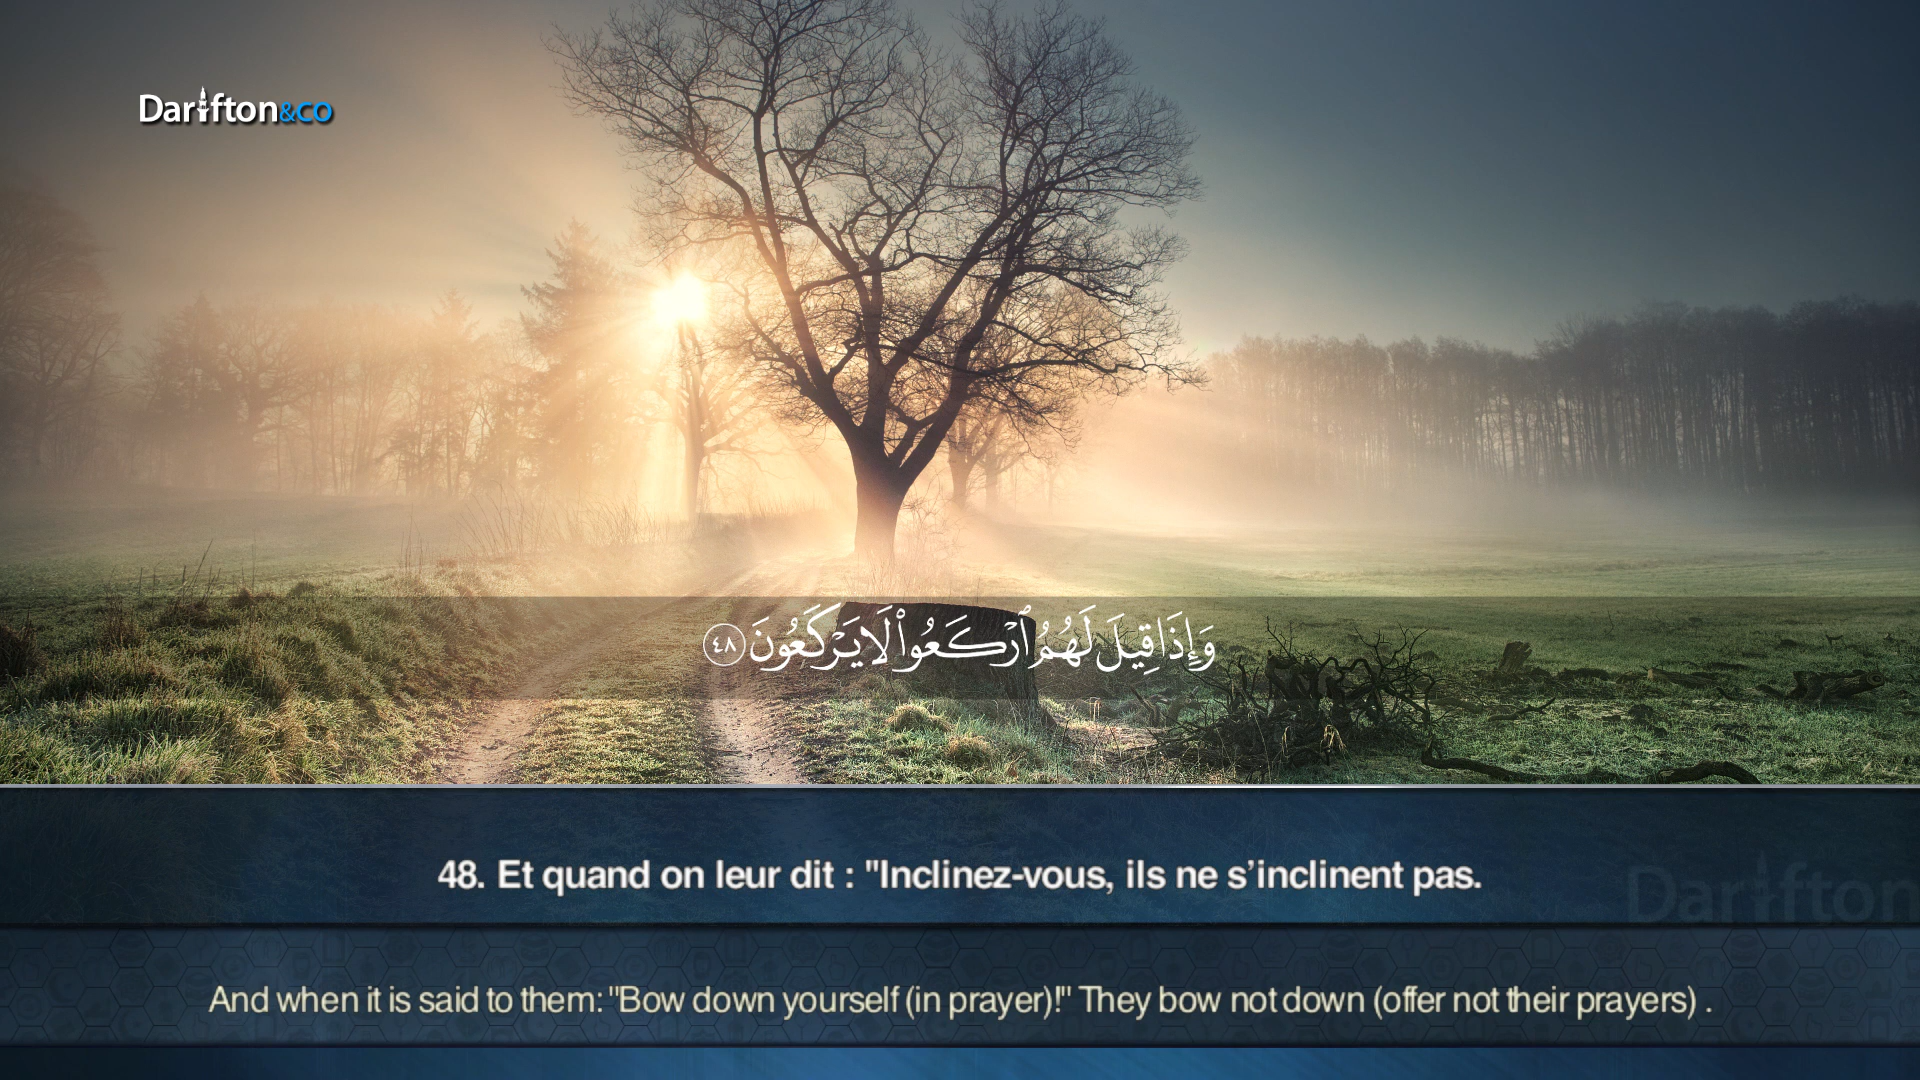 Darifton&co
وَإِذَا قِيلَ لَهُمُ ٱرْكَعُوا۟ لَا يَرْكَعُونَ ٤٨
48. Et quand on leur dit : "Inclinez-vous, ils ne s’inclinent pas.
Darifton
And when it is said to them: "Bow down yourself (in prayer)!" They bow not down (offer not their prayers) .